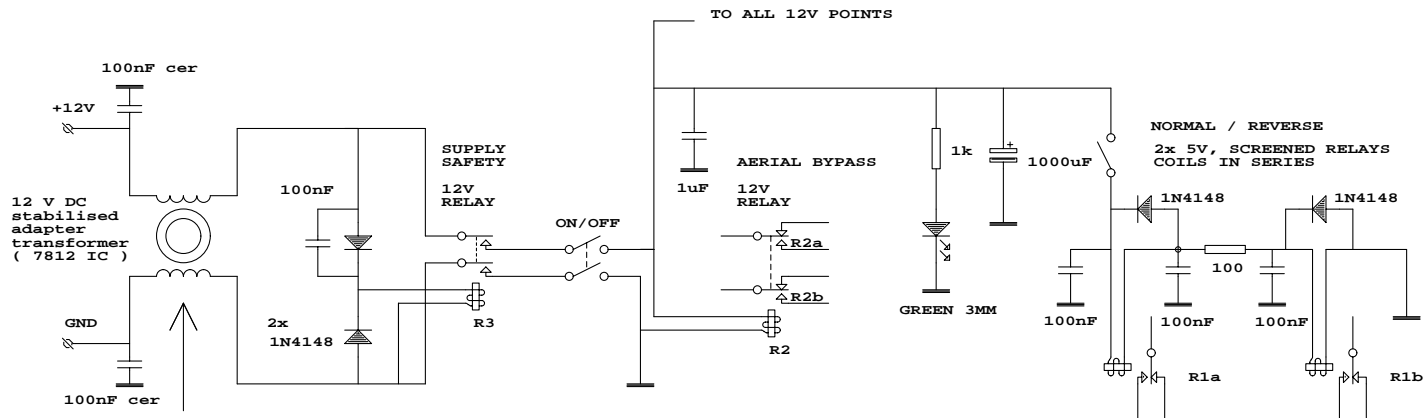 TO ALL 12V POINTS
100nF cer
+12V
12 V DC
stabilised
adapter
transformer
( 7812 IC )
GND
100nF cer
100nF
2x
1N4148
SUPPLY
SAFETY
12V
RELAY
R3
ON/OFF
1uF
AERIAL BYPASS
12V
RELAY
R2a
R2b
R2
1k
GREEN 3MM
+
1000uF
NORMAL / REVERSE
2x 5V, SCREENED RELAYS
COILS IN SERIES
1N4148
1N4148
100
100nF
100nF
100nF
R1a
R1b